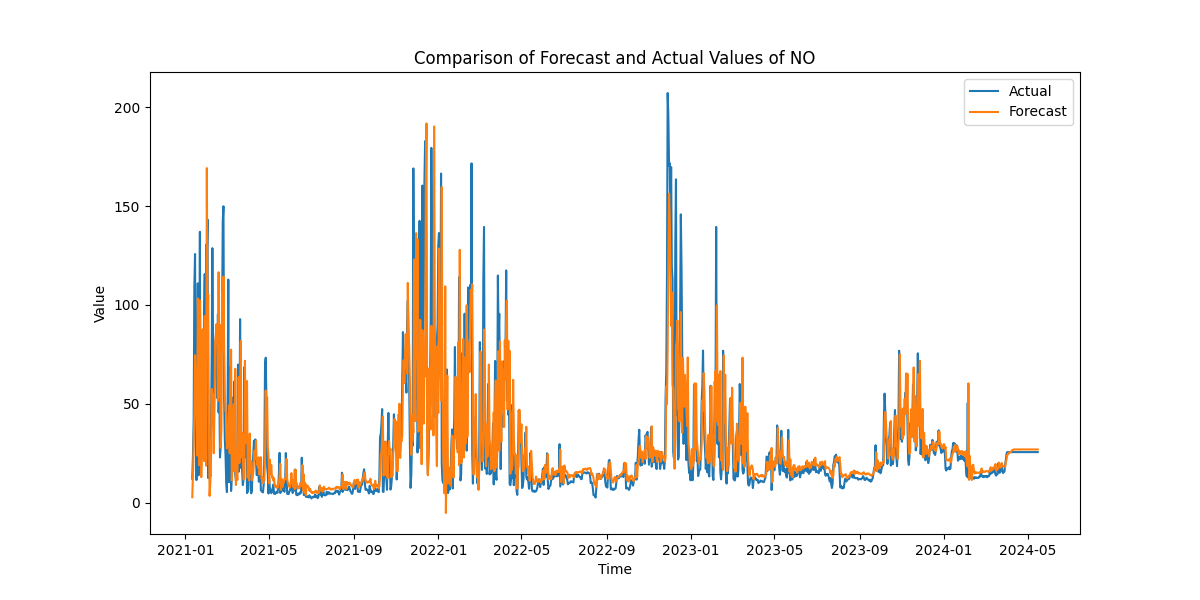 Comparison of Forecast and Actual Values of NO
Actual
Forecast
200
150
100
50
0
Value
2021-01 2021-05 2021-09 2022-01 2022-05 2022-09 2023-01 2023-05 2023-09 2024-01 2024-05
Time